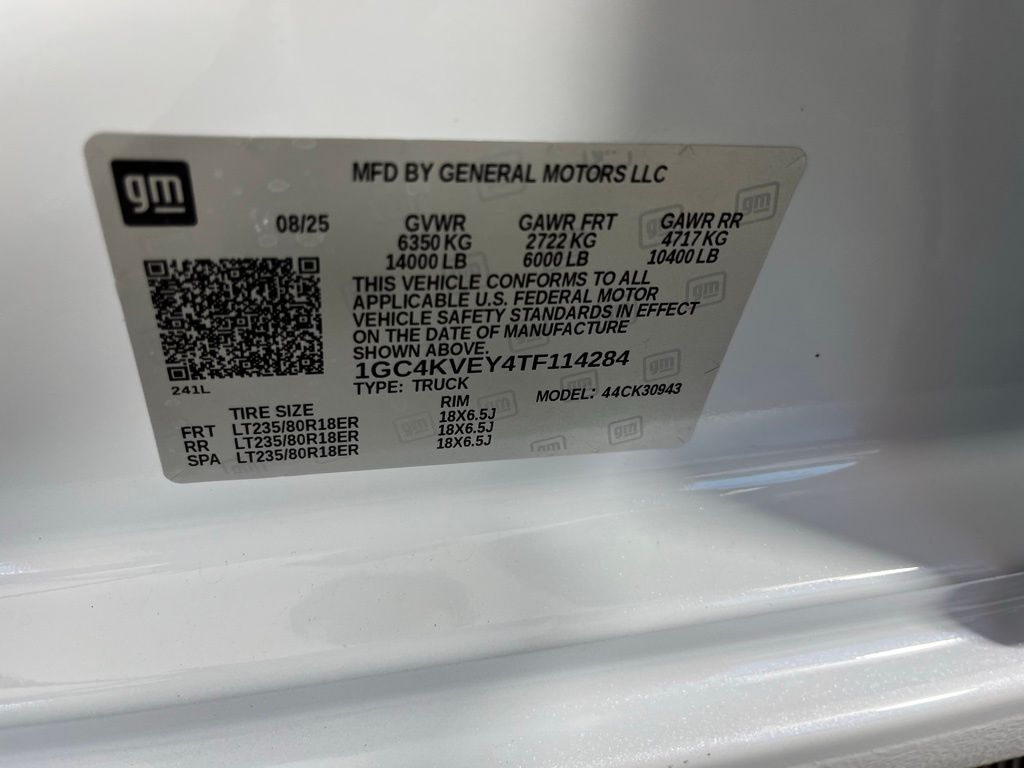 gm
MFD BY GENERAL MOTORS LLC
08/25 GVWR GAWR FRT GAWR RR
6350 KG 2722 KG 4717 KG
14000 LB 6000 LB 10400 LB
THIS VEHICLE CONFORMS TO ALL
APPLICABLE U.S. FEDERAL MOTOR
VEHICLE SAFETY STANDARDS IN EFFECT
ON THE DATE OF MANUFACTURE
SHOWN ABOVE.
1GC4KVEY4TF114284
241L TYPE: TRUCK MODEL: 44CK30943
TIRE SIZE RIM
FRT LT235/80R18ER 18X6.5J
RR LT235/80R18ER 18X6.5J
SPA LT235/80R18ER 18X6.5J